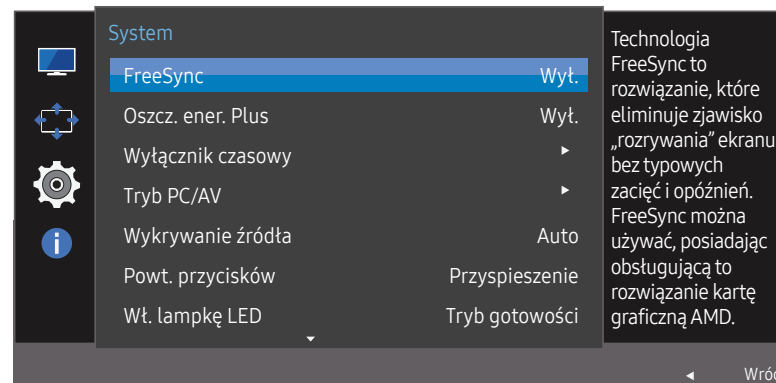 System
FreeSync Wył.
Oszcz. ener. Plus Wył.
Wyłącznik czasowy
Tryb PC/AV
Wykrywanie źródła Auto
Powt. przycisków Przyspieszenie
Wł. lampkę LED Tryb gotowości
Technologia
FreeSync to
rozwiązanie, które
eliminuje zjawisko
„rozrywania” ekranu
bez typowych
zacięć i opóźnień.
FreeSync można
używać, posiadając
obsługującą to
rozwiązanie kartę
graficzną AMD.